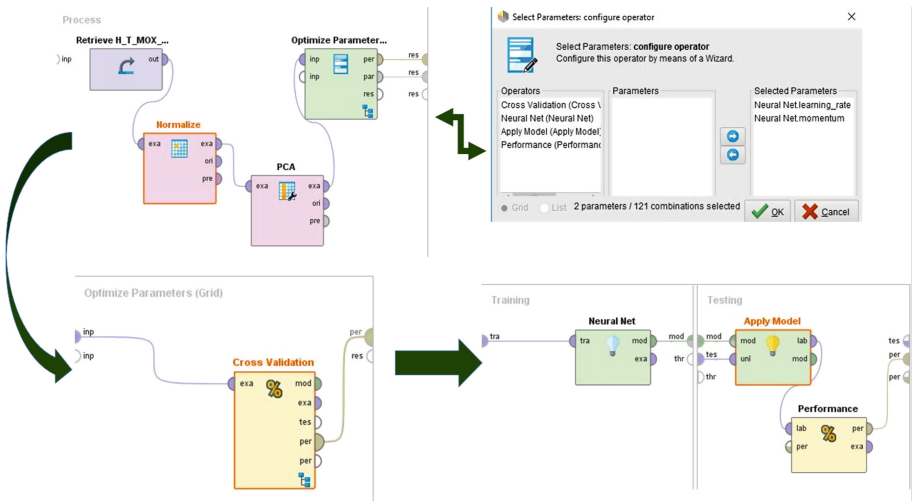 Process
Retrieve H_T_MOX_...
inp
out
Normalize
exa
exa
ori
pre
PCA
exa
exa
ori
pre
Optimize Parameter...
inp
per
res
inp
par
res
res
res
Select Parameters: configure operator
Select Parameters: configure operator
Configure this operator by means of a Wizard.
Operators
Parameters
Selected Parameters
Cross Validation (Cross V
Neural Net (Neural Net)
Apply Model (Apply Model)
Performance (Performanc
Neural Net.learning_rate
Neural Net.momentum
Grid
List
2 parameters / 121 combinations selected
OK
Cancel
Optimize Parameters (Grid)
inp
inp
per
res
Cross Validation
%
exa
mod
exa
tes
per
per
Training
tra
Neural Net
tra
mod
mod
exa
thr
Testing
mod
tes
thr
Apply Model
mod
lab
unl
mod
tes
per
per
Performance
%
lab
per
per
exa